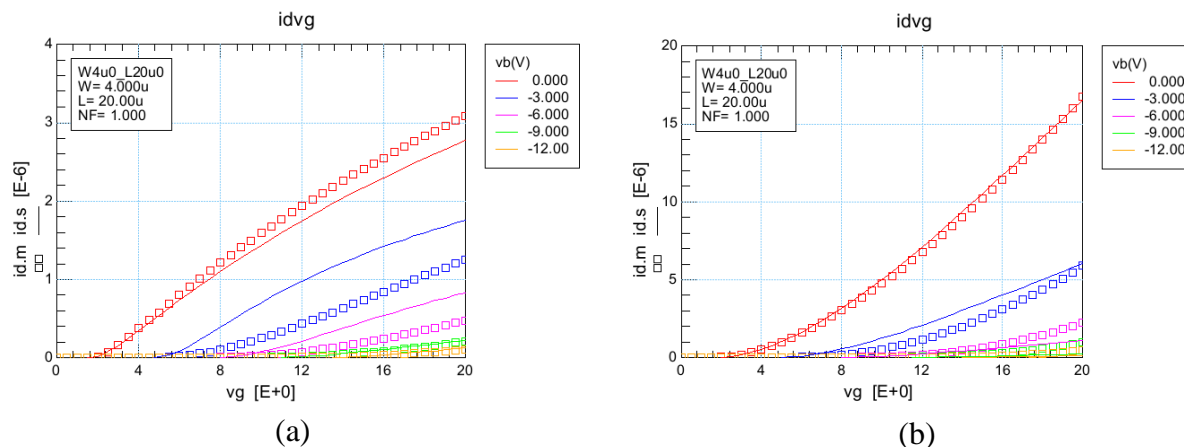 idvg
4
3
2
1
0
id.m id.s [E-6]
W4u0_L20u0
W= 4.000u
L= 20.00u
NF= 1.000
0 4 8 12 16 20
vg [E+0]
vb(V)
0.000
-3.000
-6.000
-9.000
-12.00
(a)
idvg
20
15
10
5
0
id.m id.s [E-6]
W4u0_L20u0
W= 4.000u
L= 20.00u
NF= 1.000
0 4 8 12 16 20
vg [E+0]
vb(V)
0.000
-3.000
-6.000
-9.000
-12.00
(b)